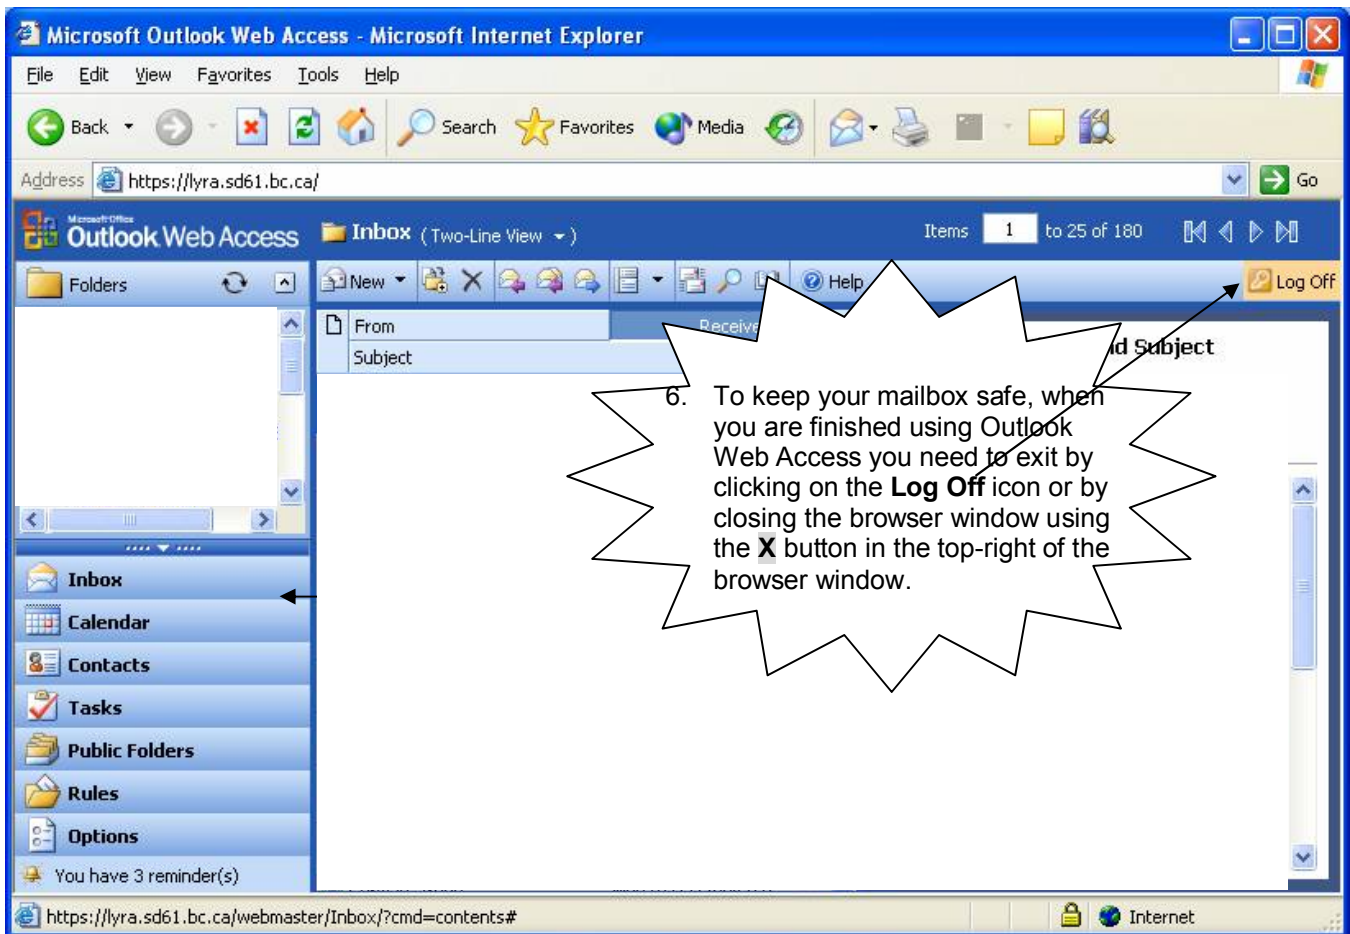 Microsoft Outlook Web Access - Microsoft Internet Explorer
File Edit View Favorites Tools Help
Back Search Favorites Media
Address https://lyra.sd61.bc.ca/ Go
Microsoft Office
Outlook Web Access Inbox (Two-Line View) Items 1 to 25 of 180
Folders New Help Log Off
From Receive
Subject
nd Subject
6. To keep your mailbox safe, when
you are finished using Outlook
Web Access you need to exit by
clicking on the Log Off icon or by
closing the browser window using
the X button in the top-right of the
browser window.
Inbox
Calendar
Contacts
Tasks
Public Folders
Rules
Options
You have 3 reminder(s)
https://lyra.sd61.bc.ca/webmaster/Inbox/?cmd=contents# Internet